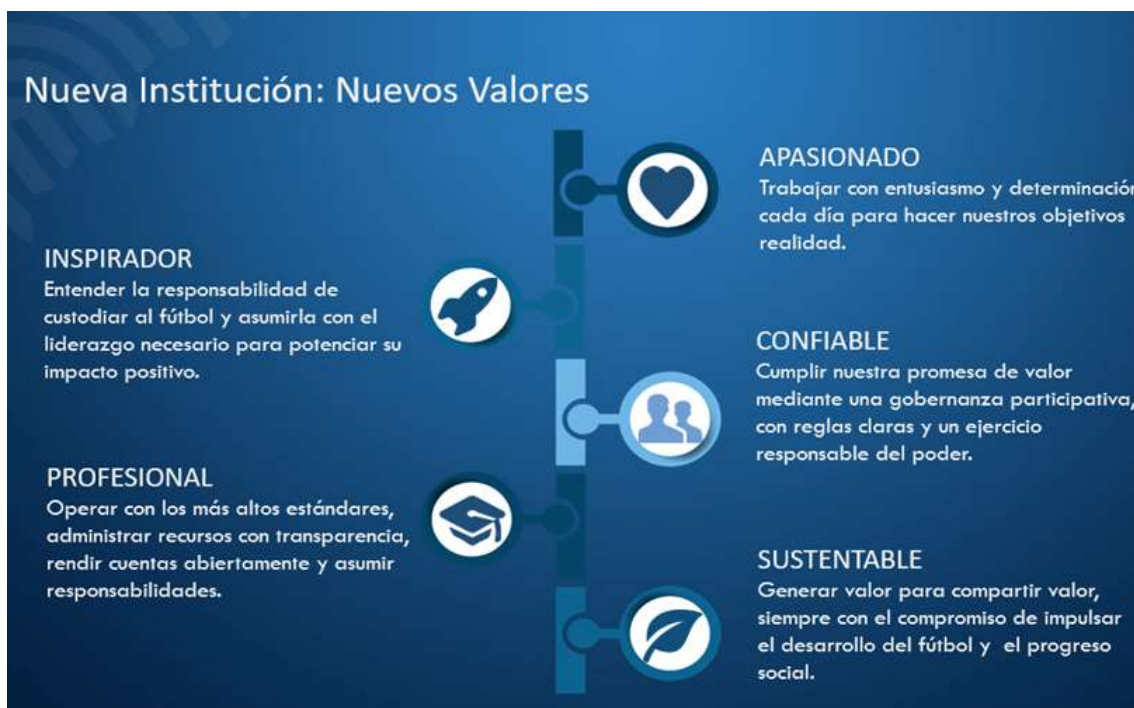 Nueva Institución: Nuevos Valores
APASIONADO
Trabajar con entusiasmo y determinación
cada día para hacer nuestros objetivos
realidad.
INSPIRADOR
Entender la responsabilidad de
custodiar al fútbol y asumirla con el
liderazgo necesario para potenciar su
impacto positivo.
CONFIABLE
Cumplir nuestra promesa de valor
mediante una gobernanza participativa,
con reglas claras y un ejercicio
responsable del poder.
PROFESIONAL
Operar con los más altos estándares,
administrar recursos con transparencia,
rendir cuentas abiertamente y asumir
responsabilidades.
SUSTENTABLE
Generar valor para compartir valor,
siempre con el compromiso de impulsar
el desarrollo del fútbol y el progreso
social.